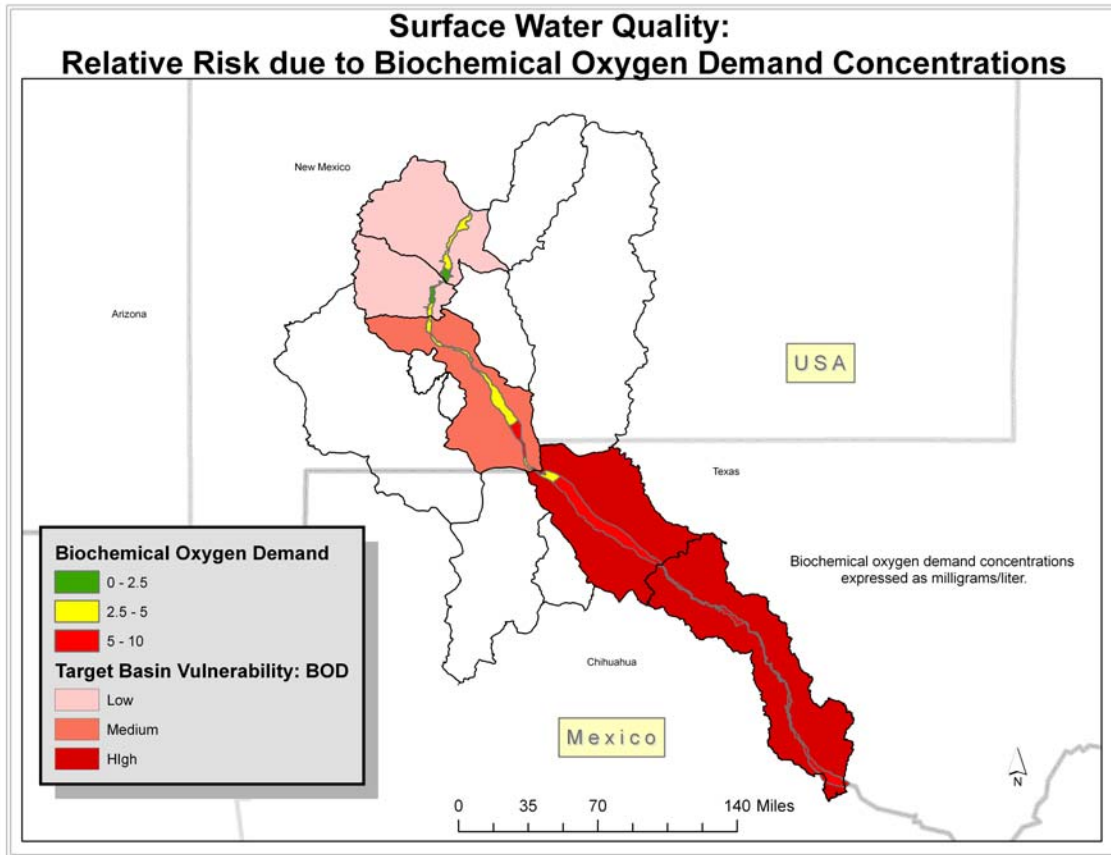 Surface Water Quality:
Relative Risk due to Biochemical Oxygen Demand Concentrations
New Mexico
Arizona
USA
Texas
Biochemical oxygen demand concentrations
expressed as milligrams/liter.
Chihuahua
Mexico
N
Biochemical Oxygen Demand
0 - 2.5
2.5 - 5
5 - 10
Target Basin Vulnerability: BOD
Low
Medium
HIgh
0 35 70 140 Miles